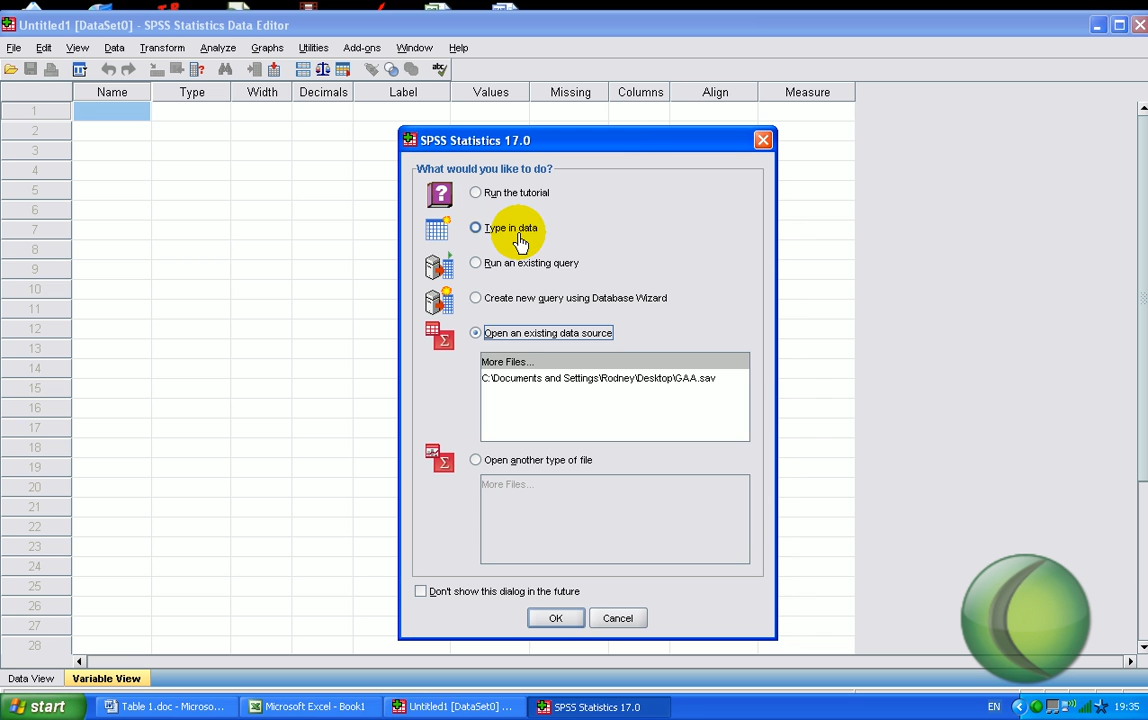 Untitled1 [DataSet0] - SPSS Statistics Data Editor
File Edit View Data Transform Analyze Graphs Utilities Add-ons Window Help
Name Type Width Decimals Label Values Missing Columns Align Measure
1
2
3
4
5
6
7
8
9
10
11
12
13
14
15
16
17
18
19
20
21
22
23
24
25
26
27
28
SPSS Statistics 17.0
What would you like to do?
Run the tutorial
Type in data
Run an existing query
Create new query using Database Wizard
Open an existing data source
More Files...
C:\Documents and Settings\Rodney\Desktop\GAA.sav
Open another type of file
More Files...
Don't show this dialog in the future
OK Cancel
Data View Variable View
start Table 1.doc - Microso... Microsoft Excel - Book1 Untitled1 [DataSet0] ... SPSS Statistics 17.0 EN 19:35